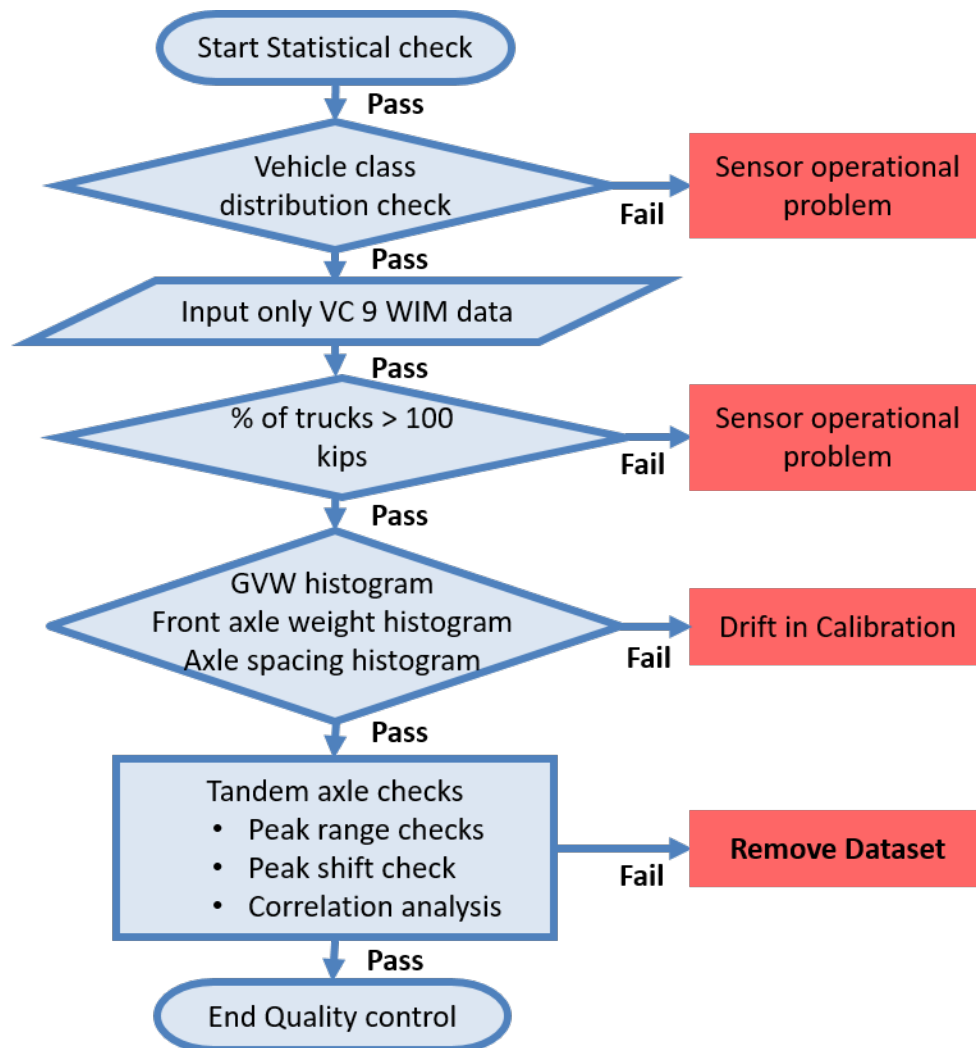 Start Statistical check
Pass
Vehicle class
distribution check
Fail
Sensor operational
problem
Pass
Input only VC 9 WIM data
Pass
% of trucks > 100
kips
Fail
Sensor operational
problem
Pass
GVW histogram
Front axle weight histogram
Axle spacing histogram
Fail
Drift in Calibration
Pass
Tandem axle checks
• Peak range checks
• Peak shift check
• Correlation analysis
Fail
Remove Dataset
Pass
End Quality control